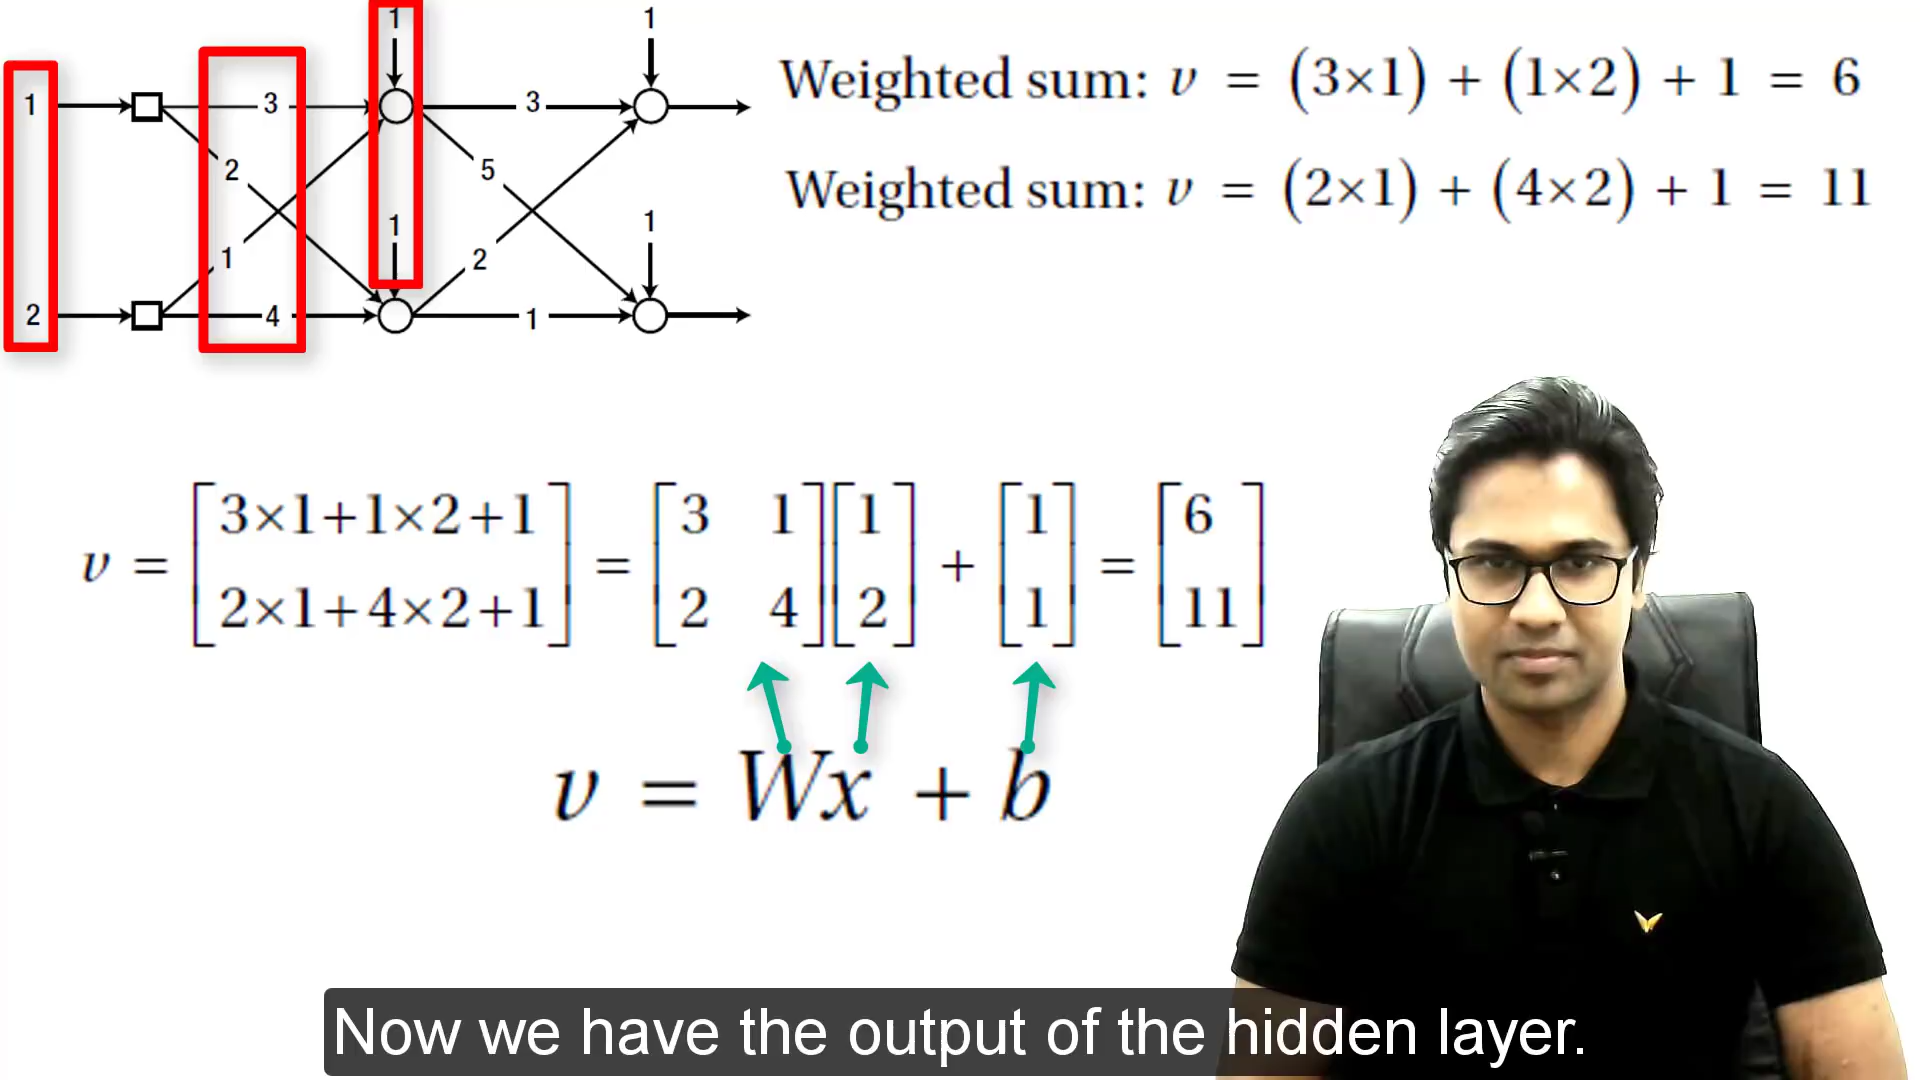 1
1
1 3 3
2 5
1 1
1 2
2 4 1
Weighted sum: v = (3×1) + (1×2) + 1 = 6
Weighted sum: v = (2×1) + (4×2) + 1 = 11
v = [3×1+1×2+1 2×1+4×2+1] = [3 1 2 4][1 2] + [1 1] = [6 11]
v = Wx + b
Now we have the output of the hidden layer.